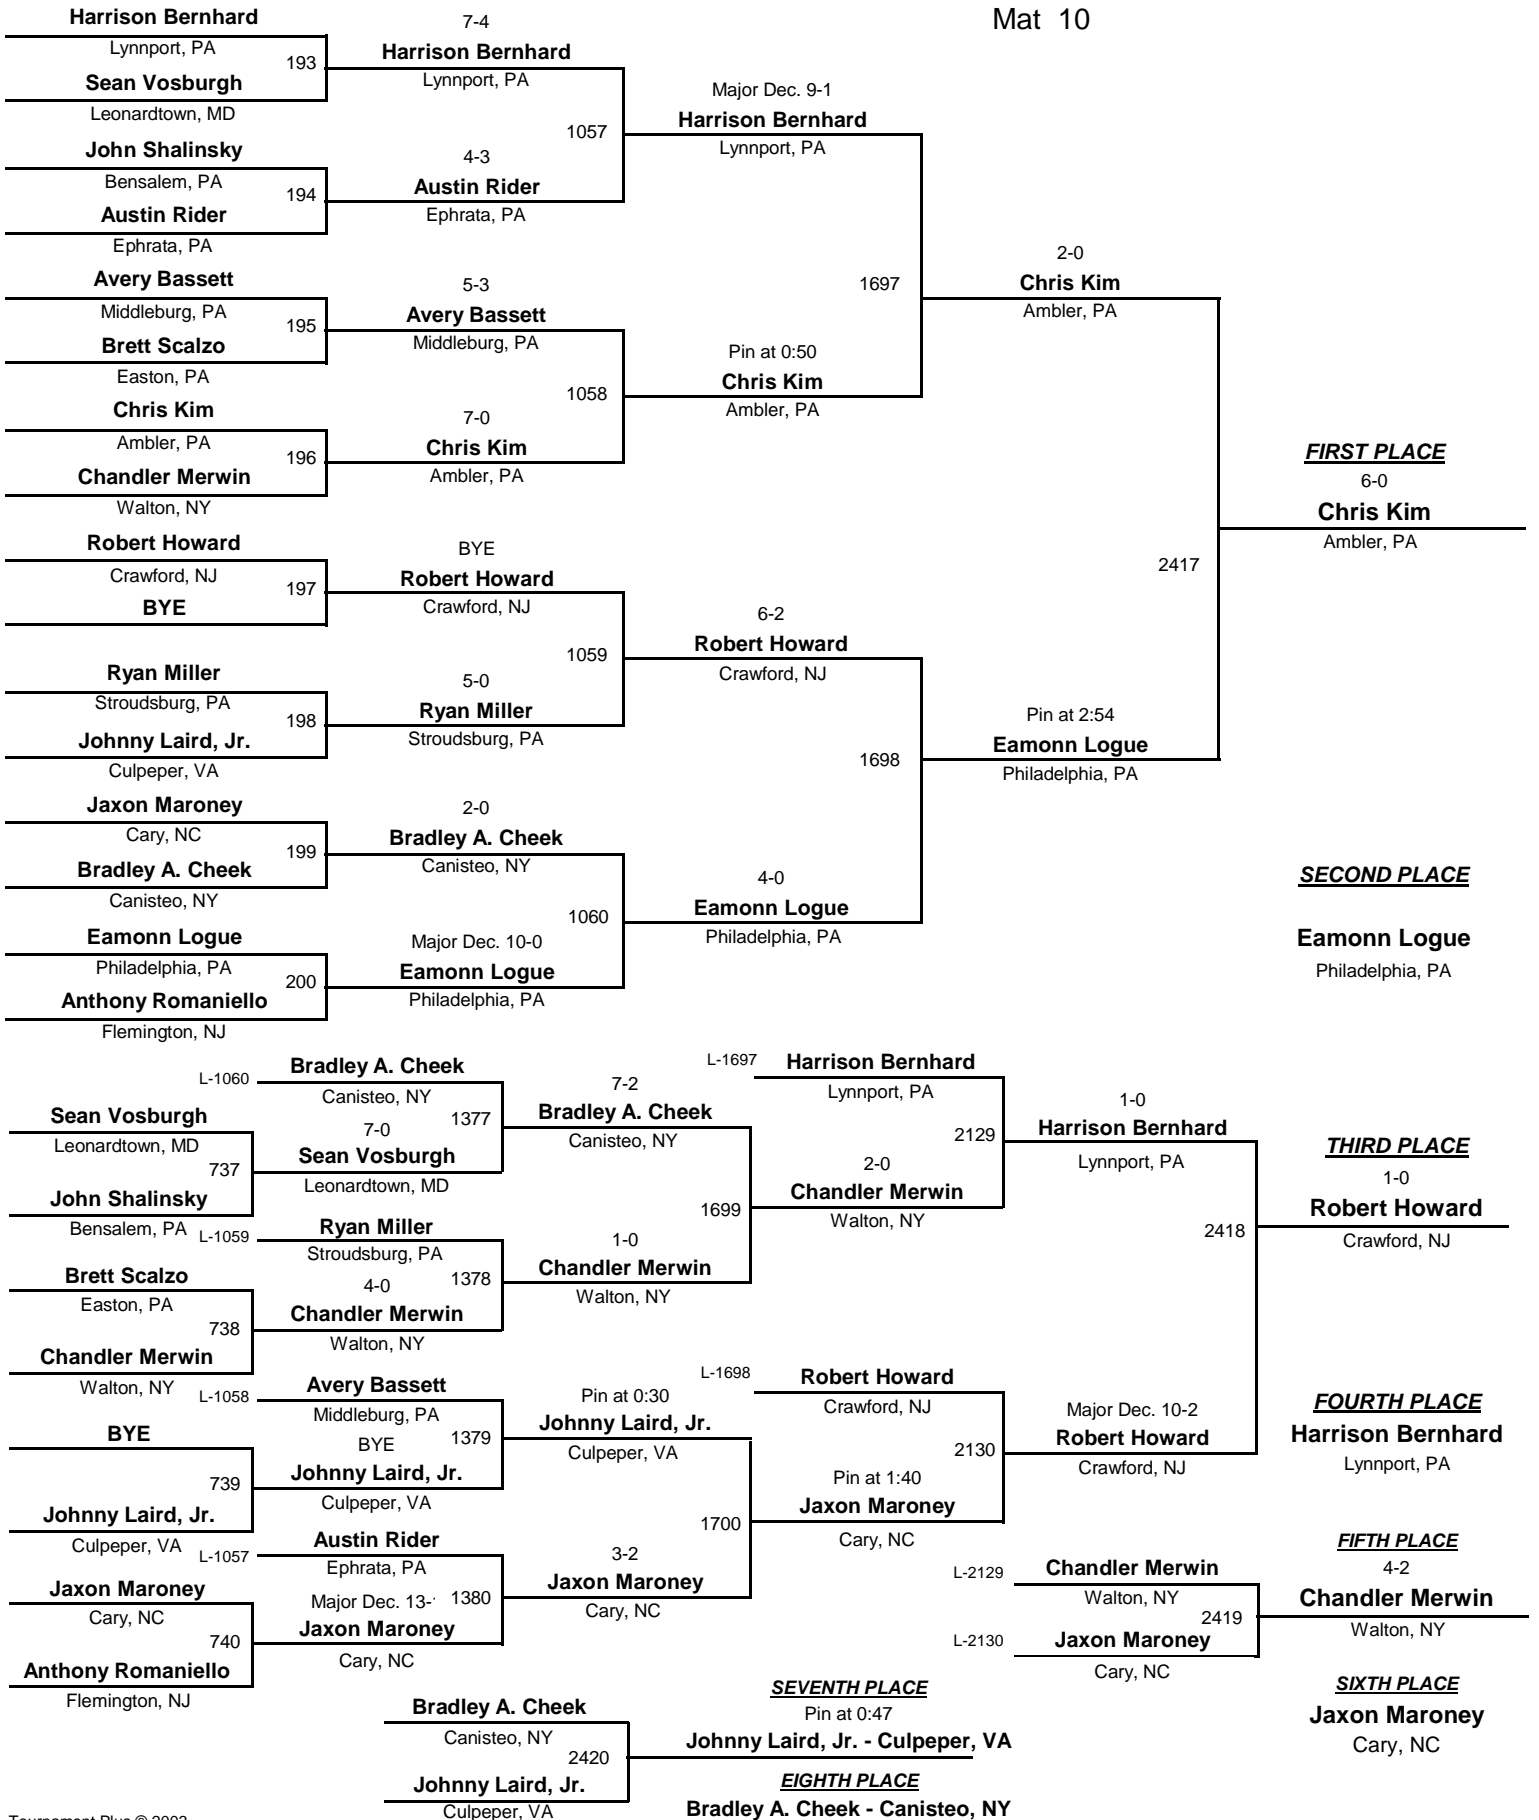 Mat 10
Harrison Bernhard
Lynnport, PA
193
Sean Vosburgh
Leonardtown, MD
John Shalinsky
Bensalem, PA
194
Austin Rider
Ephrata, PA
Avery Bassett
Middleburg, PA
195
Brett Scalzo
Easton, PA
Chris Kim
Ambler, PA
196
Chandler Merwin
Walton, NY
Robert Howard
Crawford, NJ
197
BYE
Ryan Miller
Stroudsburg, PA
198
Johnny Laird, Jr.
Culpeper, VA
Jaxon Maroney
Cary, NC
199
Bradley A. Cheek
Canisteo, NY
Eamonn Logue
Philadelphia, PA
200
Anthony Romaniello
Flemington, NJ
7-4
Harrison Bernhard
Lynnport, PA
1057
4-3
Austin Rider
Ephrata, PA
5-3
Avery Bassett
Middleburg, PA
1058
7-0
Chris Kim
Ambler, PA
BYE
Robert Howard
Crawford, NJ
1059
5-0
Ryan Miller
Stroudsburg, PA
2-0
Bradley A. Cheek
Canisteo, NY
1060
Major Dec. 10-0
Eamonn Logue
Philadelphia, PA
Major Dec. 9-1
Harrison Bernhard
Lynnport, PA
1697
Pin at 0:50
Chris Kim
Ambler, PA
6-2
Robert Howard
Crawford, NJ
1698
4-0
Eamonn Logue
Philadelphia, PA
2-0
Chris Kim
Ambler, PA
2417
Pin at 2:54
Eamonn Logue
Philadelphia, PA
FIRST PLACE
6-0
Chris Kim
Ambler, PA
SECOND PLACE
Eamonn Logue
Philadelphia, PA
Sean Vosburgh
Leonardtown, MD
737
John Shalinsky
Bensalem, PA
Brett Scalzo
Easton, PA
738
Chandler Merwin
Walton, NY
BYE
739
Johnny Laird, Jr.
Culpeper, VA
Jaxon Maroney
Cary, NC
740
Anthony Romaniello
Flemington, NJ
L-1060
Bradley A. Cheek
Canisteo, NY
1377
7-0
Sean Vosburgh
Leonardtown, MD
L-1059
Ryan Miller
Stroudsburg, PA
1378
4-0
Chandler Merwin
Walton, NY
L-1058
Avery Bassett
Middleburg, PA
1379
BYE
Johnny Laird, Jr.
Culpeper, VA
L-1057
Austin Rider
Ephrata, PA
1380
Major Dec.
Jaxon Maroney
Cary, NC
7-2
Bradley A. Cheek
Canisteo, NY
1699
1-0
Chandler Merwin
Walton, NY
Pin at 0:30
Johnny Laird, Jr.
Culpeper, VA
1700
3-2
Jaxon Maroney
Cary, NC
L-1697
Harrison Bernhard
Lynnport, PA
2129
2-0
Chandler Merwin
Walton, NY
L-1698
Robert Howard
Crawford, NJ
2130
Pin at 1:40
Jaxon Maroney
Cary, NC
1-0
Harrison Bernhard
Lynnport, PA
2418
Major Dec. 10-2
Robert Howard
Crawford, NJ
THIRD PLACE
1-0
Robert Howard
Crawford, NJ
FOURTH PLACE
Harrison Bernhard
Lynnport, PA
L-2129
Chandler Merwin
Walton, NY
2419
L-2130
Jaxon Maroney
Cary, NC
FIFTH PLACE
4-2
Chandler Merwin
Walton, NY
SIXTH PLACE
Jaxon Maroney
Cary, NC
Bradley A. Cheek
Canisteo, NY
2420
Johnny Laird, Jr.
Culpeper, VA
SEVENTH PLACE
Pin at 0:47
Johnny Laird, Jr. - Culpeper, VA
EIGHTH PLACE
Bradley A. Cheek - Canisteo, NY